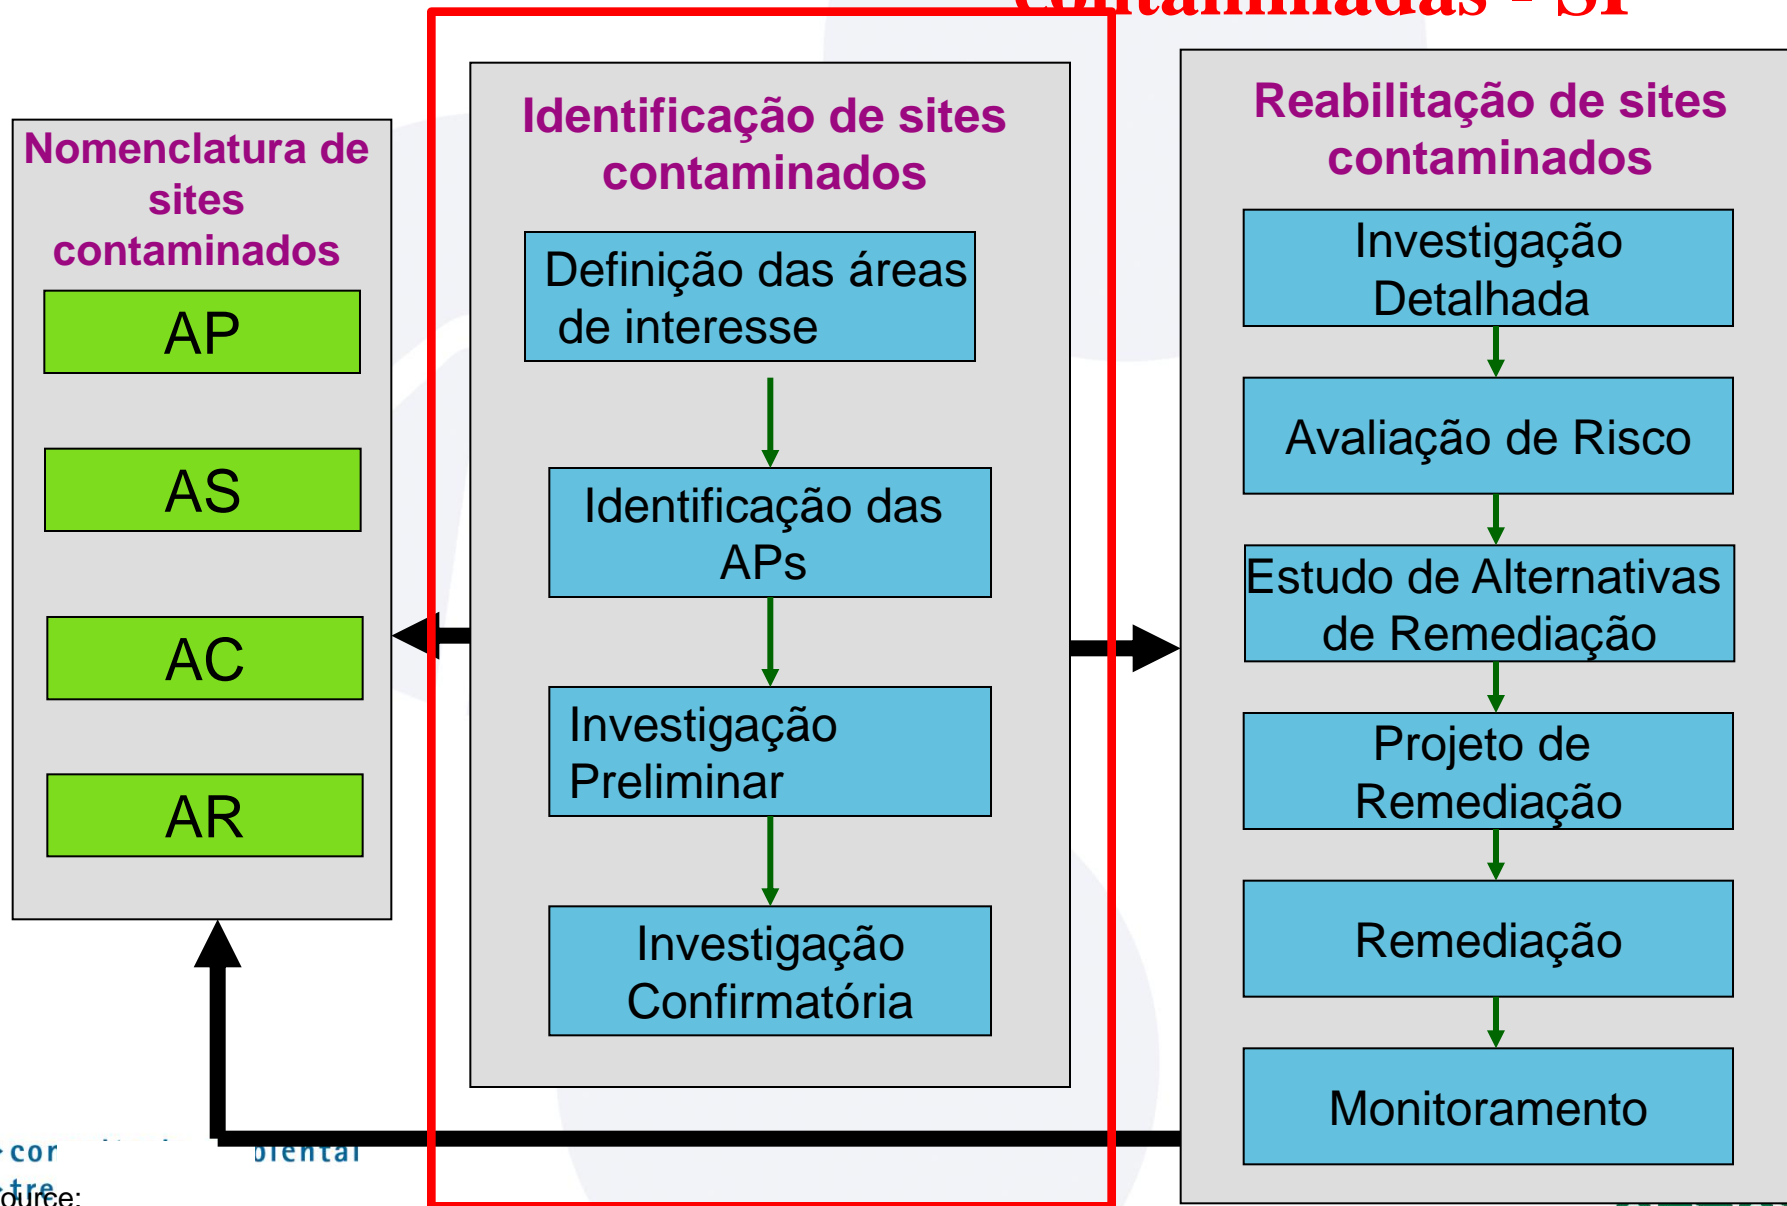 contaminadas - SP
Nomenclatura de
sites
contaminados
AP
AS
AC
AR
Identificação de sites
contaminados
Definição das áreas
de interesse
Identificação das
APs
Investigação
Preliminar
Investigação
Confirmatória
Reabilitação de sites
contaminados
Investigação
Detalhada
Avaliação de Risco
Estudo de Alternativas
de Remediação
Projeto de
Remediação
Remediação
Monitoramento